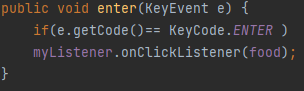 public void enter(KeyEvent e) {
if(e.getCode()== KeyCode.ENTER )
myListener.onClickListener(food);
}